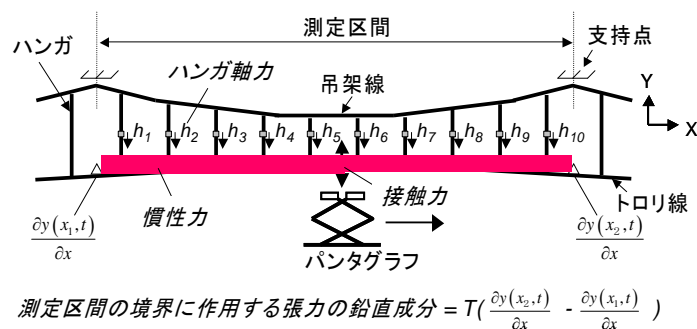 測定区間
支持点
ハンガ
ハンガ軸力
吊架線
Y
X
h1 h2 h3 h4 h5 h6 h7 h8 h9 h10
慣性力
接触力
トロリ線
∂y(x1,t)/∂x
∂y(x2,t)/∂x
パンタグラフ
測定区間の境界に作用する張力の鉛直成分 = T( ∂y(x2,t)/∂x - ∂y(x1,t)/∂x )